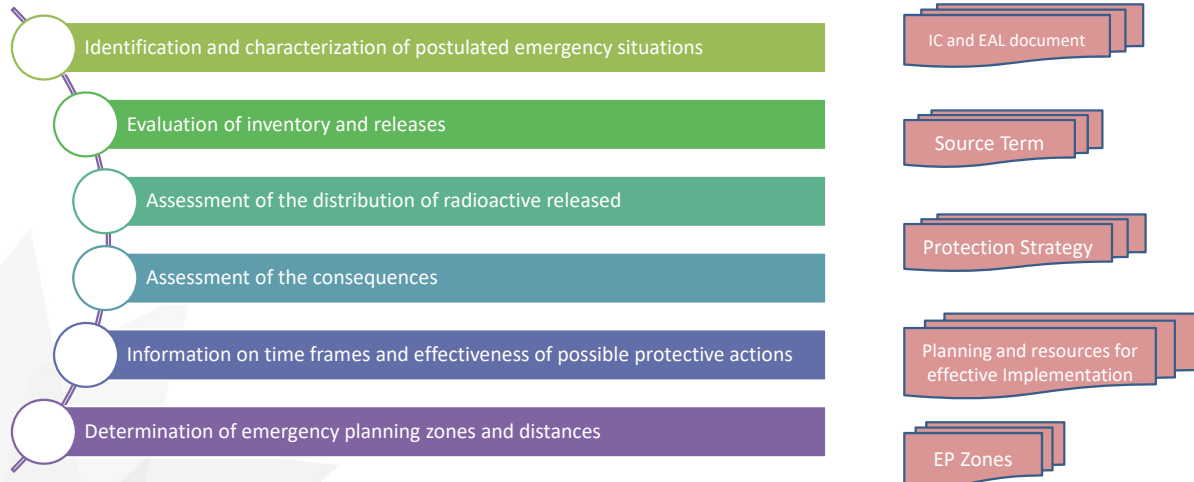 Identification and characterization of postulated emergency situations
Evaluation of inventory and releases
Assessment of the distribution of radioactive released
Assessment of the consequences
Information on time frames and effectiveness of possible protective actions
Determination of emergency planning zones and distances
IC and EAL document
Source Term
Protection Strategy
Planning and resources for
effective Implementation
EP Zones